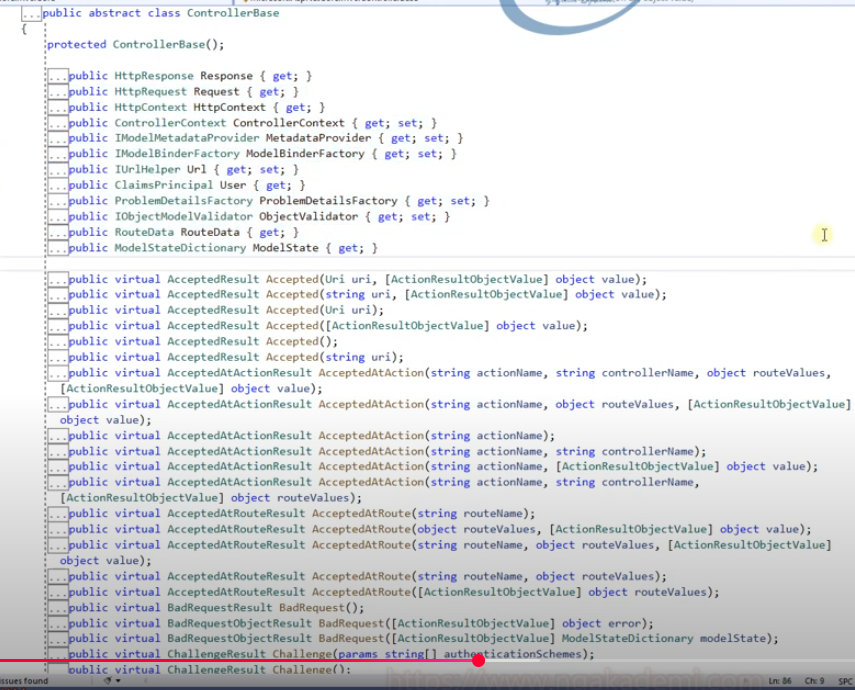 ...public abstract class ControllerBase
{
protected ControllerBase();
...public HttpResponse Response { get; }
...public HttpRequest Request { get; }
...public HttpContext HttpContext { get; }
...public ControllerContext ControllerContext { get; set; }
...public IModelMetadataProvider MetadataProvider { get; set; }
...public IModelBinderFactory ModelBinderFactory { get; set; }
...public IUrlHelper Url { get; set; }
...public ClaimsPrincipal User { get; }
...public ProblemDetailsFactory ProblemDetailsFactory { get; set; }
...public IObjectModelValidator ObjectValidator { get; set; }
...public RouteData RouteData { get; }
...public ModelStateDictionary ModelState { get; }
...public virtual AcceptedResult Accepted(Uri uri, [ActionResultObjectValue] object value);
...public virtual AcceptedResult Accepted(string uri, [ActionResultObjectValue] object value);
...public virtual AcceptedResult Accepted(Uri uri);
...public virtual AcceptedResult Accepted([ActionResultObjectValue] object value);
...public virtual AcceptedResult Accepted();
...public virtual AcceptedResult Accepted(string uri);
...public virtual AcceptedAtActionResult AcceptedAtAction(string actionName, string controllerName, object routeValues,
[ActionResultObjectValue] object value);
...public virtual AcceptedAtActionResult AcceptedAtAction(string actionName, object routeValues, [ActionResultObjectValue]
object value);
...public virtual AcceptedAtActionResult AcceptedAtAction(string actionName);
...public virtual AcceptedAtActionResult AcceptedAtAction(string actionName, string controllerName);
...public virtual AcceptedAtActionResult AcceptedAtAction(string actionName, [ActionResultObjectValue] object value);
...public virtual AcceptedAtActionResult AcceptedAtAction(string actionName, string controllerName,
[ActionResultObjectValue] object routeValues);
...public virtual AcceptedAtRouteResult AcceptedAtRoute(string routeName);
...public virtual AcceptedAtRouteResult AcceptedAtRoute(object routeValues, [ActionResultObjectValue] object value);
...public virtual AcceptedAtRouteResult AcceptedAtRoute(string routeName, object routeValues, [ActionResultObjectValue]
object value);
...public virtual AcceptedAtRouteResult AcceptedAtRoute(string routeName, object routeValues);
...public virtual AcceptedAtRouteResult AcceptedAtRoute([ActionResultObjectValue] object routeValues);
...public virtual BadRequestResult BadRequest();
...public virtual BadRequestObjectResult BadRequest([ActionResultObjectValue] object error);
...public virtual BadRequestObjectResult BadRequest([ActionResultObjectValue] ModelStateDictionary modelState);
...public virtual ChallengeResult Challenge(params string[] authenticationSchemes);
...public virtual ChallengeResult Challenge();
issues found Ln: 86 Ch: 9 SPC